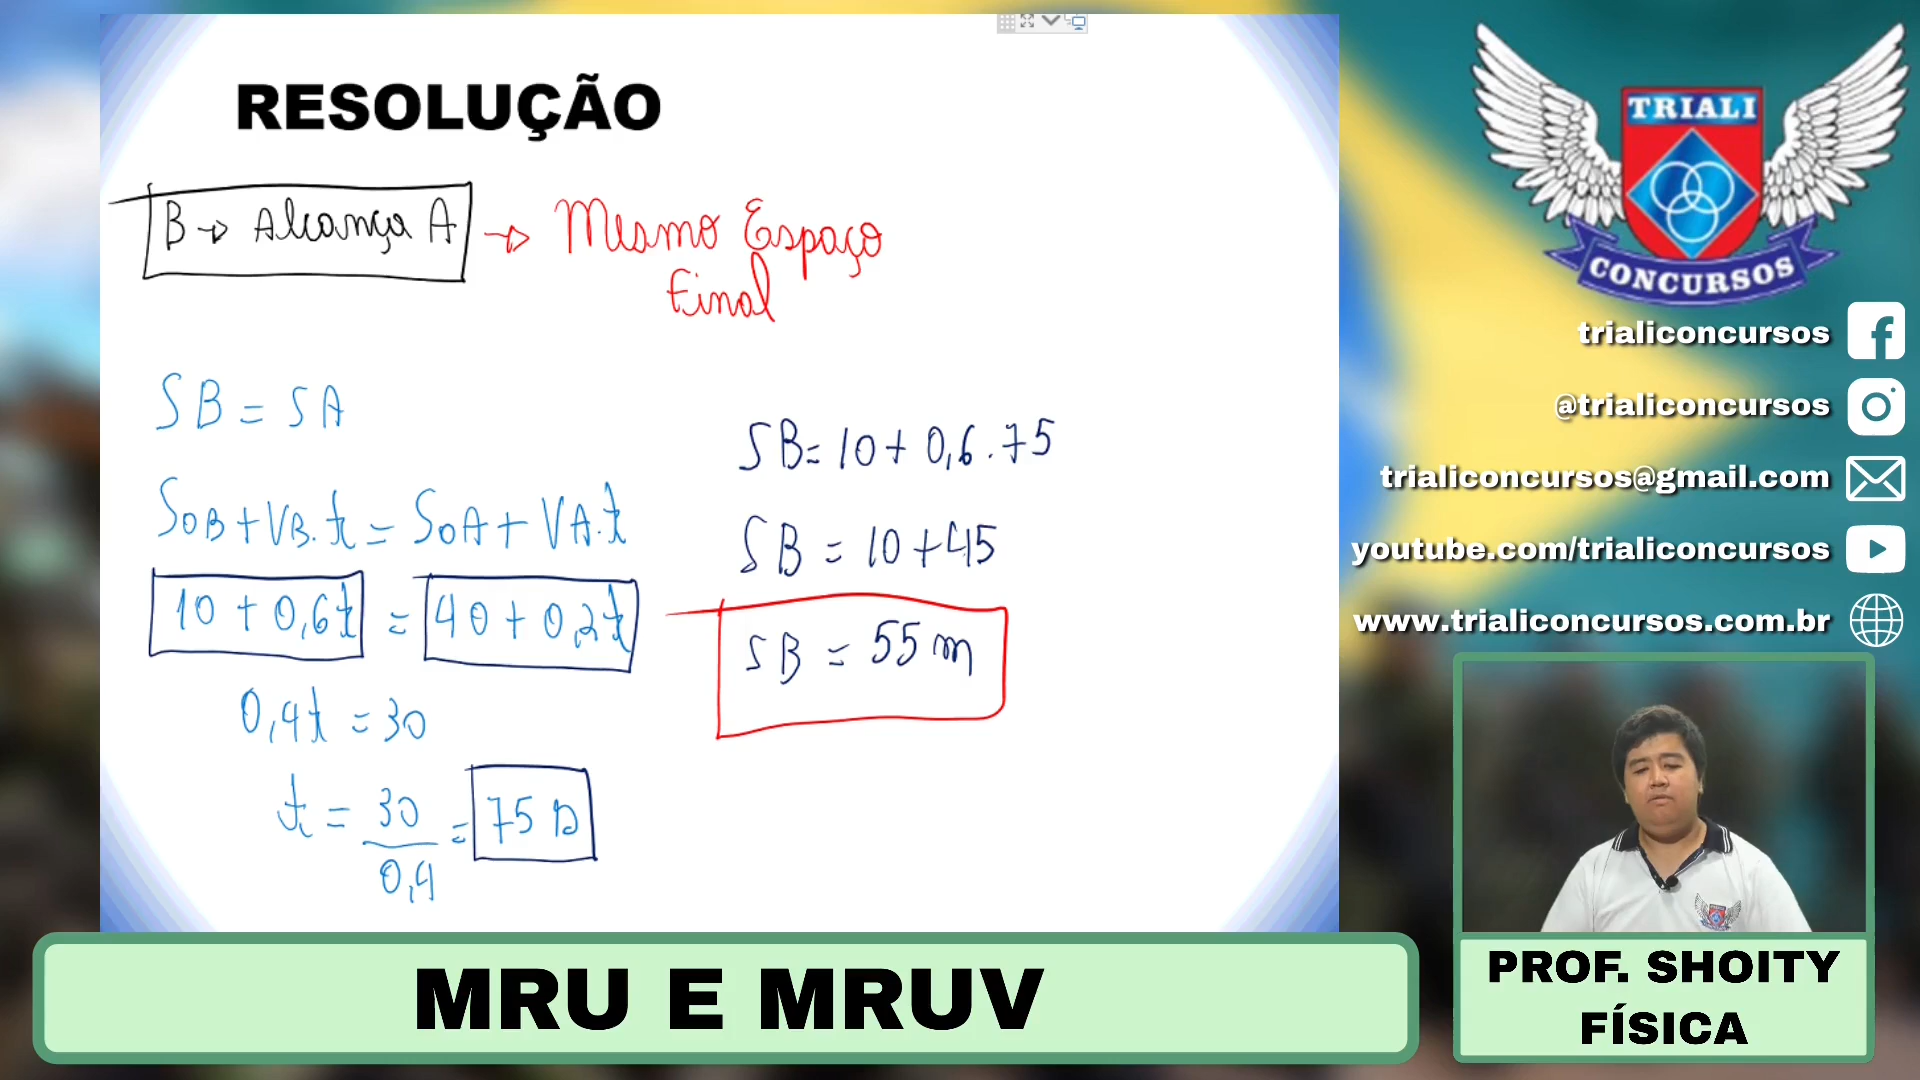 RESOLUÇÃO
B → Alcança A → Mesmo Espaço
Final
SB = SA
S0B + VB.t = S0A + VA.t
10 + 0,6t = 40 + 0,2t
0,4t = 30
t = 30/0,4 = 75 s
SB = 10 + 0,6.75
SB = 10 + 45
SB = 55 m
TRIALI
CONCURSOS
trialiconcursos
@trialiconcursos
trialiconcursos@gmail.com
youtube.com/trialiconcursos
www.trialiconcursos.com.br
MRU E MRUV
PROF. SHOITY
FÍSICA